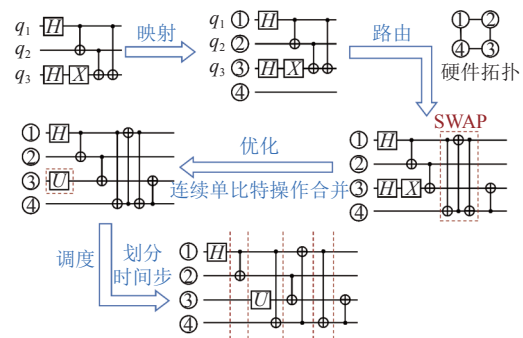 q₁ H
q₂
q₃ H X
映射
q₁ ① H
q₂ ②
q₃ ③ H X
④
路由
① ②
④ ③
硬件拓扑
SWAP
① H
②
③ H X
④
优化
连续单比特操作合并
① H
②
③ U
④
调度
划分
时间步
① H
②
③ U
④